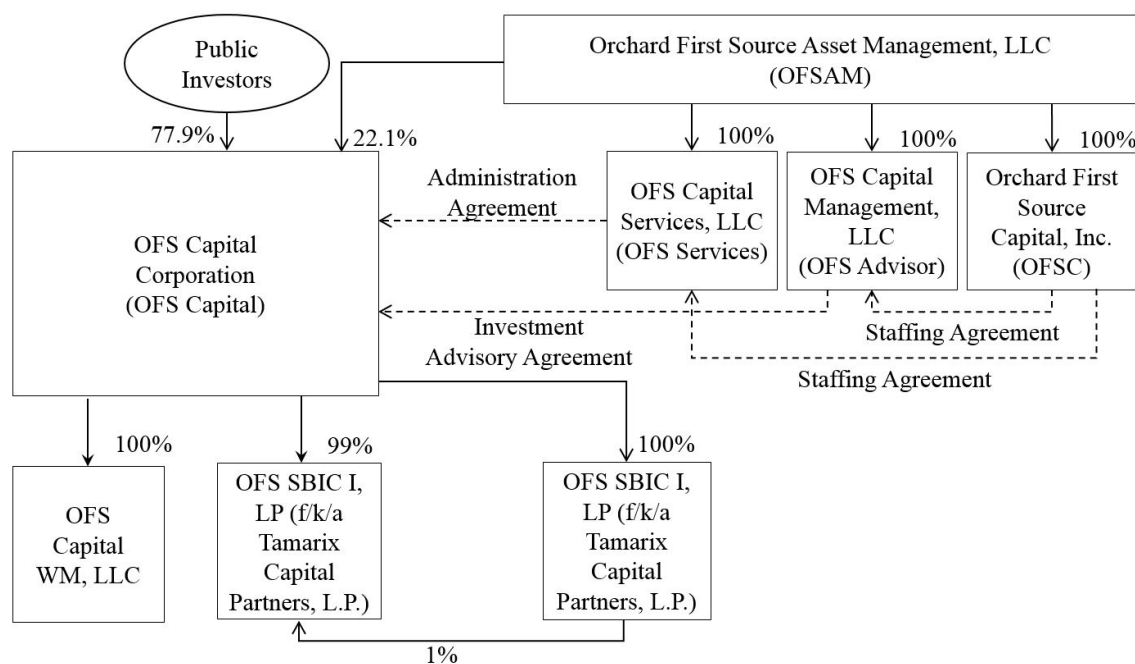 Public
Investors
Orchard First Source Asset Management, LLC
(OFSAM)
77.9%
22.1%
100%
100%
100%
OFS Capital
Corporation
(OFS Capital)
Administration
Agreement
OFS Capital
Services, LLC
(OFS Services)
OFS Capital
Management,
LLC
(OFS Advisor)
Orchard First
Source
Capital, Inc.
(OFSC)
Investment
Advisory Agreement
Staffing Agreement
Staffing Agreement
100%
99%
100%
OFS
Capital
WM, LLC
OFS SBIC I,
LP (f/k/a
Tamarix
Capital
Partners, L.P.)
OFS SBIC I,
LP (f/k/a
Tamarix
Capital
Partners, L.P.)
1%